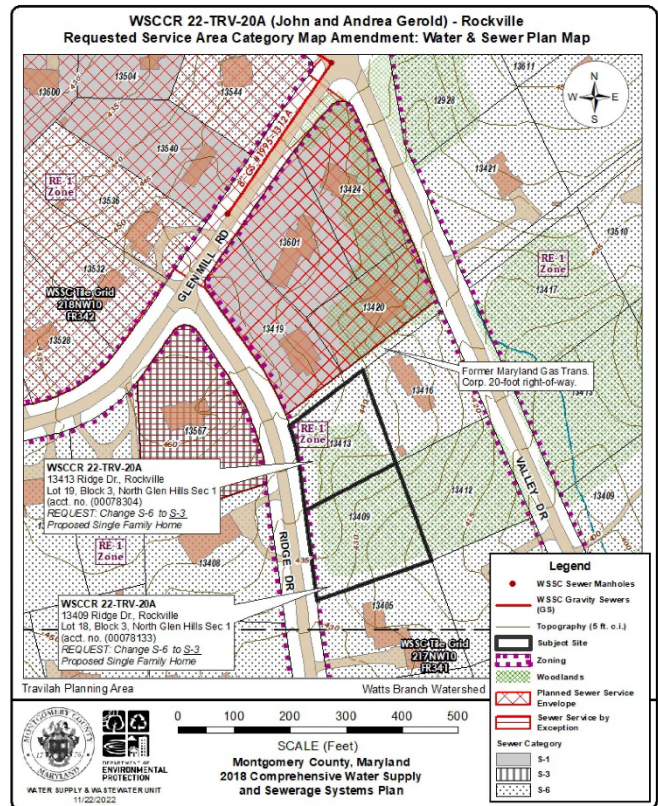 WSCCR 22-TRV-20A (John and Andrea Gerold) - Rockville
Requested Service Area Category Map Amendment: Water & Sewer Plan Map
13600
13504
13544
13611
12928
N
W E
S
8" GS #1995-1312A
13540
13421
RE-1
Zone
13536
13424
13510
RE-1
Zone
13601
13417
13532
GLEN MILL RD
WSSC Tile Grid
218NW10
FR342
13528
13419
13420
Former Maryland Gas Trans.
Corp. 20-foot right-of-way.
13416
13567
RE-1
Zone
13413
WSCCR 22-TRV-20A
13413 Ridge Dr., Rockville
Lot 19, Block 3, North Glen Hills Sec 1
(acct. no. (00078304)
REQUEST: Change S-6 to S-3
Proposed Single Family Home
VALLEY DR
13412
13409
13409
RE-1
Zone
13408
RIDGE DR
WSCCR 22-TRV-20A
13409 Ridge Dr., Rockville
Lot 18, Block 3, North Glen Hills Sec 1
(acct. no. (00078133)
REQUEST: Change S-6 to S-3
Proposed Single Family Home
13405
WSSC Tile Grid
217NW10
FR341
Travilah Planning Area
Watts Branch Watershed
Legend
WSSC Sewer Manholes
WSSC Gravity Sewers
(GS)
Topography (5 ft. o.i.)
Subject Site
Zoning
Woodlands
Planned Sewer Service
Envelope
Sewer Service by
Exception
Sewer Category
S-1
S-3
S-6
MONTGOMERY COUNTY
MARYLAND
DEPARTMENT OF
ENVIRONMENTAL
PROTECTION
WATER SUPPLY & WASTEWATER UNIT
11/22/2022
0 100 200 300 400 500
SCALE (Feet)
Montgomery County, Maryland
2018 Comprehensive Water Supply
and Sewerage Systems Plan